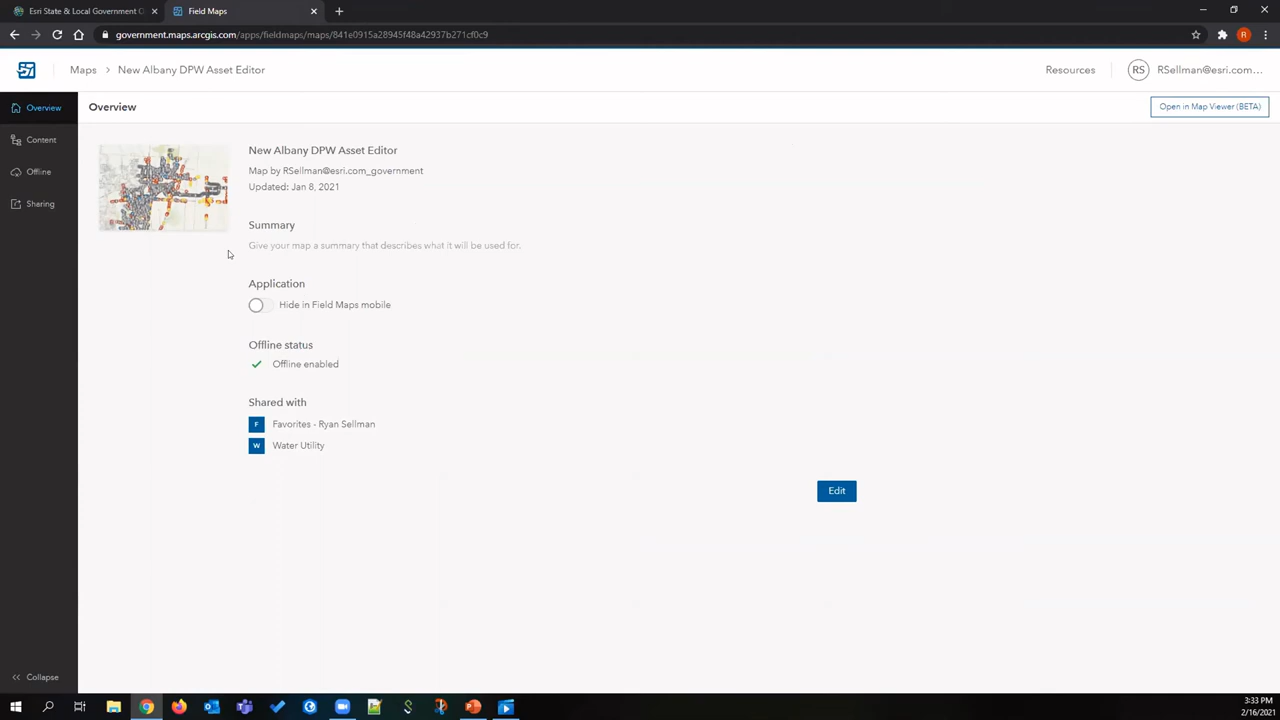 Esri State & Local Government O
Field Maps
government.maps.arcgis.com/apps/fieldmaps/maps/841e0915a28945f48a42937b271cf0c9
R
Maps > New Albany DPW Asset Editor
Resources
RS
RSellman@esri.com...
Overview
Content
Offline
Sharing
Collapse
Overview
Open in Map Viewer (BETA)
New Albany DPW Asset Editor
Map by RSellman@esri.com_government
Updated: Jan 8, 2021
Summary
Give your map a summary that describes what it will be used for.
Application
Hide in Field Maps mobile
Offline status
Offline enabled
Shared with
F Favorites - Ryan Sellman
W Water Utility
Edit
3:33 PM
2/16/2021